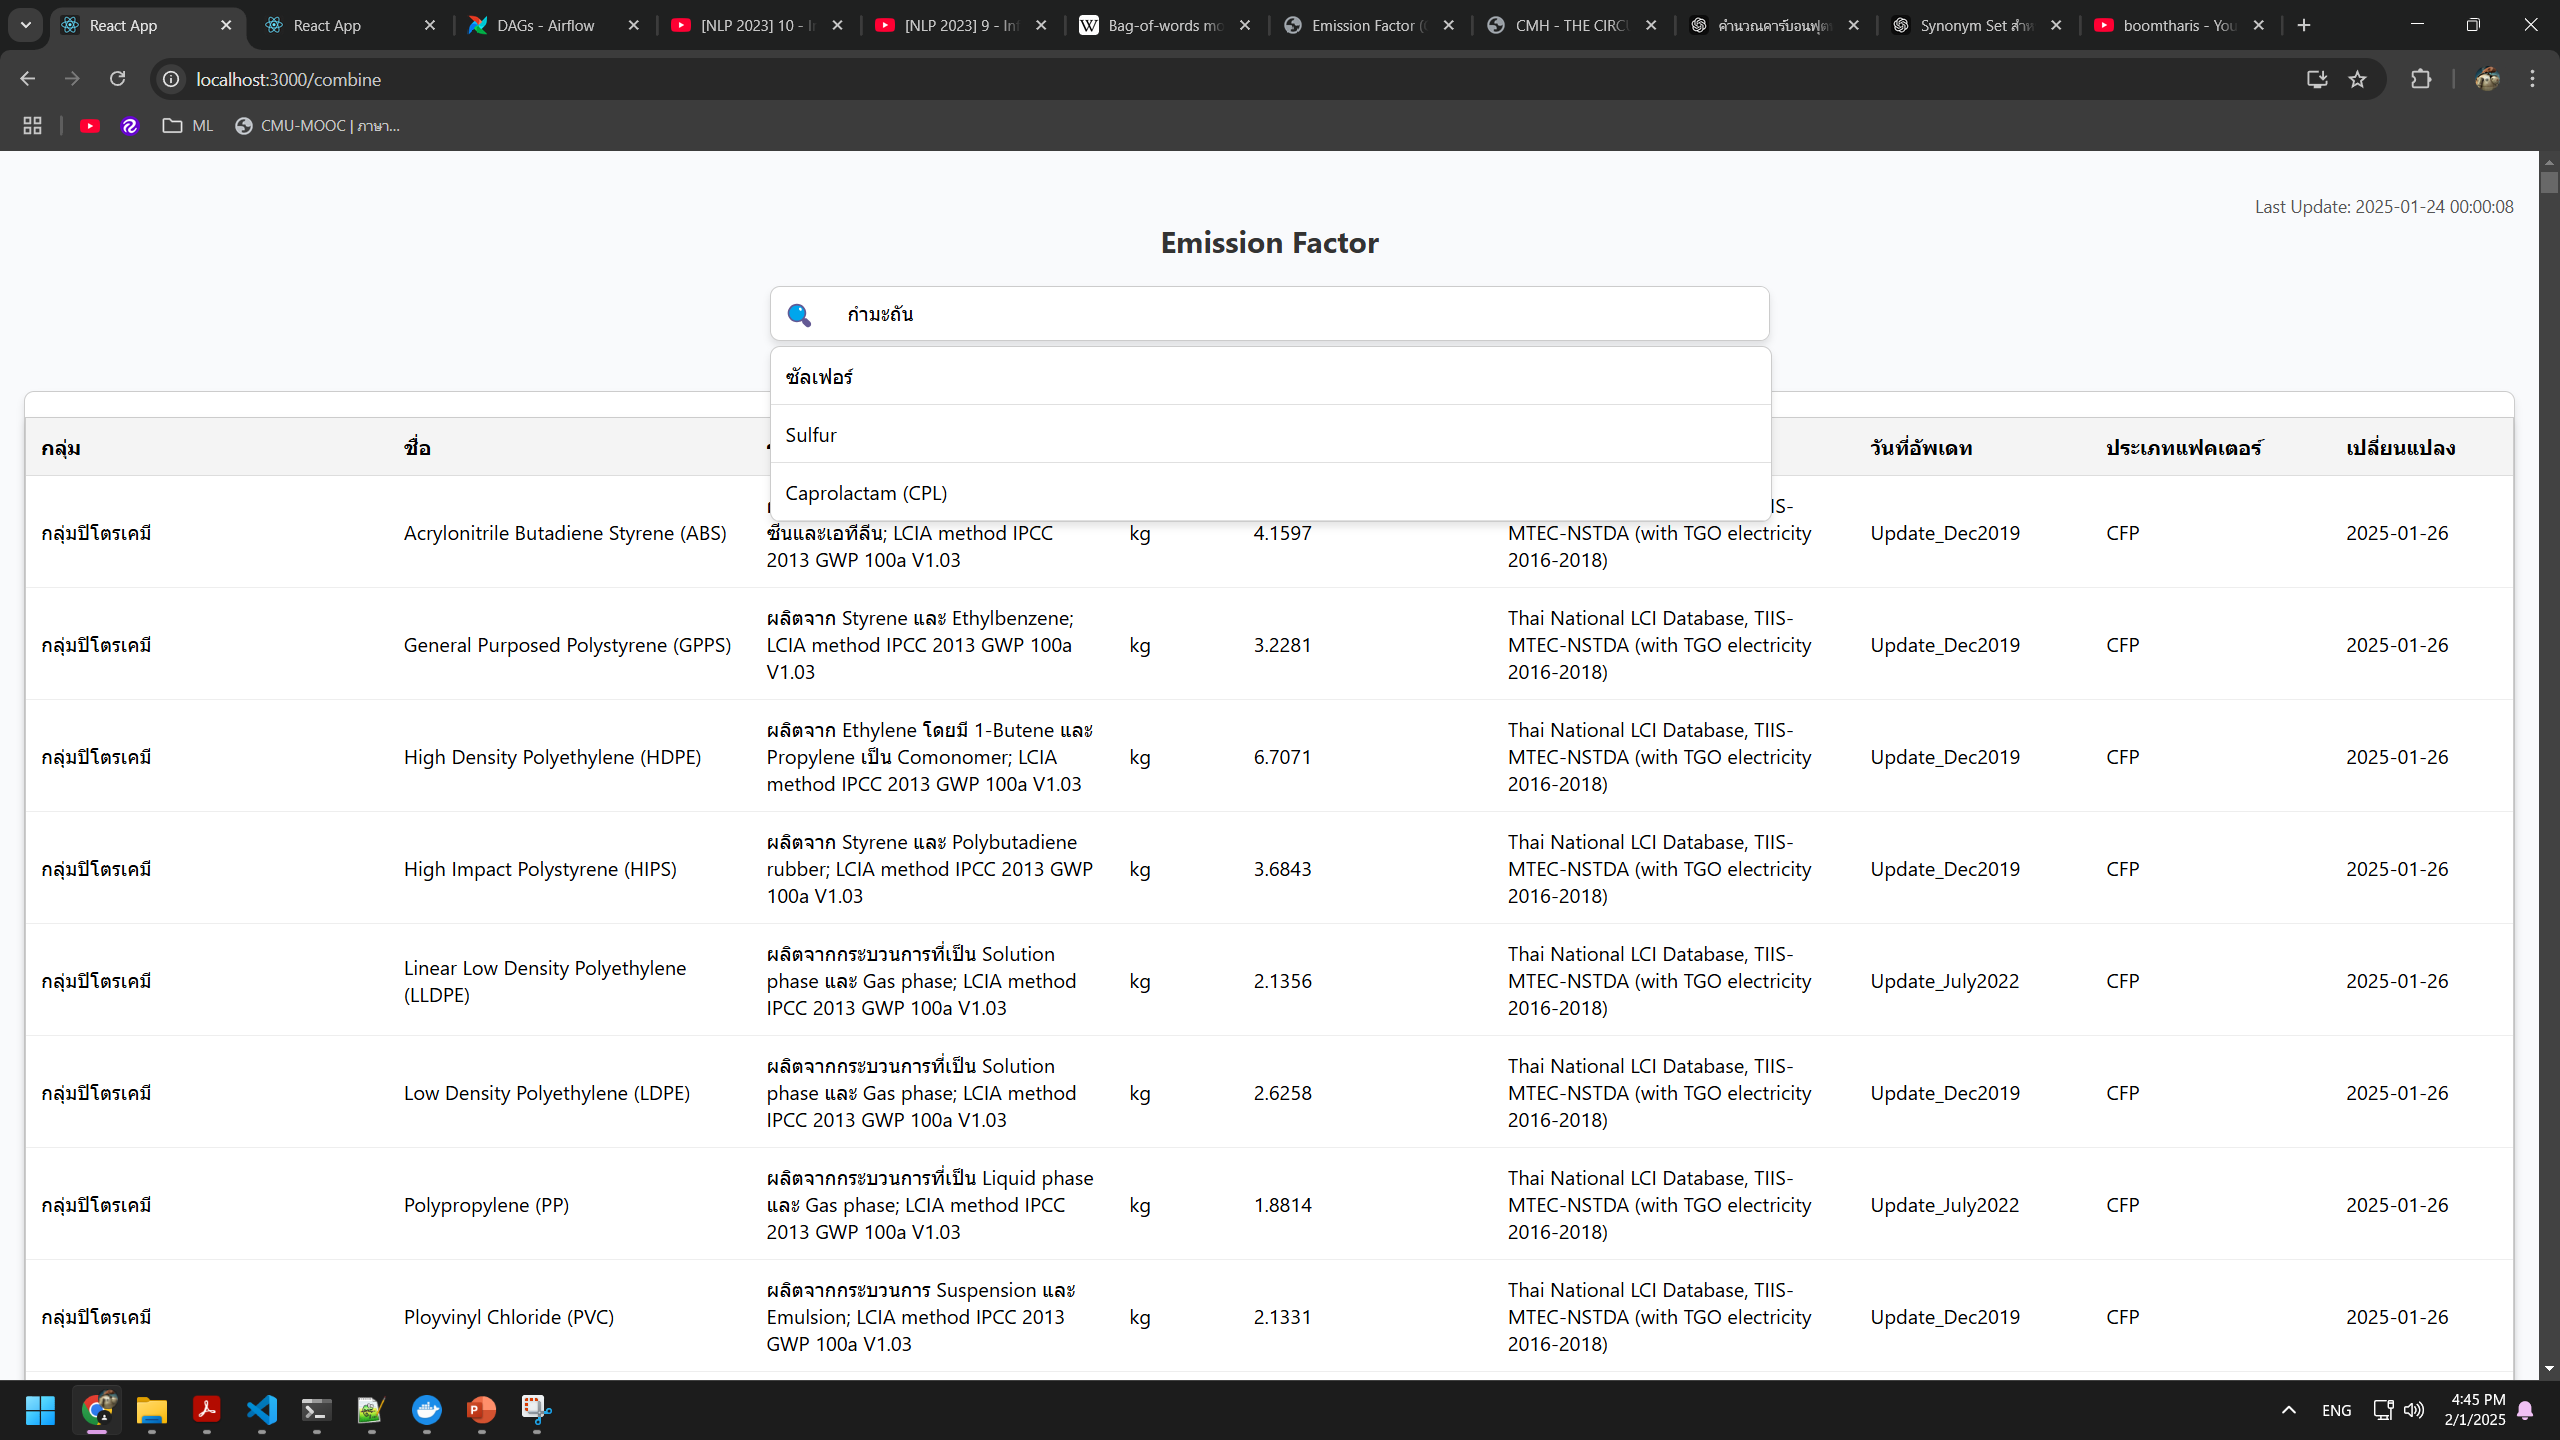 React App
React App
DAGs - Airflow
[NLP 2023] 10 - I
[NLP 2023] 9 - Inf
Bag-of-words mo
Emission Factor (
CMH - THE CIRC
คำนวณคาร์บอนฟุต
Synonym Set สำห
boomtharis - You
localhost:3000/combine
ML
CMU-MOOC | ภาษา...
Last Update: 2025-01-24 00:00:08
Emission Factor
กำมะถัน
ซัลเฟอร์
Sulfur
Caprolactam (CPL)
กลุ่ม ชื่อ วันที่อัพเดท ประเภทแฟคเตอร์ เปลี่ยนแปลง
กลุ่มปิโตรเคมี Acrylonitrile Butadiene Styrene (ABS) ซีนและเอทีลีน; LCIA method IPCC kg 4.1597 MTEC-NSTDA (with TGO electricity Update_Dec2019 CFP 2025-01-26
2013 GWP 100a V1.03 2016-2018)
ผลิตจาก Styrene และ Ethylbenzene; Thai National LCI Database, TIIS-
กลุ่มปิโตรเคมี General Purposed Polystyrene (GPPS) LCIA method IPCC 2013 GWP 100a kg 3.2281 MTEC-NSTDA (with TGO electricity Update_Dec2019 CFP 2025-01-26
V1.03 2016-2018)
ผลิตจาก Ethylene โดยมี 1-Butene และ Thai National LCI Database, TIIS-
กลุ่มปิโตรเคมี High Density Polyethylene (HDPE) Propylene เป็น Comonomer; LCIA kg 6.7071 MTEC-NSTDA (with TGO electricity Update_Dec2019 CFP 2025-01-26
method IPCC 2013 GWP 100a V1.03 2016-2018)
ผลิตจาก Styrene และ Polybutadiene Thai National LCI Database, TIIS-
กลุ่มปิโตรเคมี High Impact Polystyrene (HIPS) rubber; LCIA method IPCC 2013 GWP kg 3.6843 MTEC-NSTDA (with TGO electricity Update_Dec2019 CFP 2025-01-26
100a V1.03 2016-2018)
ผลิตจากกระบวนการที่เป็น Solution Thai National LCI Database, TIIS-
กลุ่มปิโตรเคมี Linear Low Density Polyethylene (LLDPE) phase และ Gas phase; LCIA method kg 2.1356 MTEC-NSTDA (with TGO electricity Update_July2022 CFP 2025-01-26
IPCC 2013 GWP 100a V1.03 2016-2018)
ผลิตจากกระบวนการที่เป็น Solution Thai National LCI Database, TIIS-
กลุ่มปิโตรเคมี Low Density Polyethylene (LDPE) phase และ Gas phase; LCIA method kg 2.6258 MTEC-NSTDA (with TGO electricity Update_Dec2019 CFP 2025-01-26
IPCC 2013 GWP 100a V1.03 2016-2018)
ผลิตจากกระบวนการที่เป็น Liquid phase Thai National LCI Database, TIIS-
กลุ่มปิโตรเคมี Polypropylene (PP) และ Gas phase; LCIA method IPCC kg 1.8814 MTEC-NSTDA (with TGO electricity Update_July2022 CFP 2025-01-26
2013 GWP 100a V1.03 2016-2018)
ผลิตจากกระบวนการ Suspension และ Thai National LCI Database, TIIS-
กลุ่มปิโตรเคมี Ployvinyl Chloride (PVC) Emulsion; LCIA method IPCC 2013 kg 2.1331 MTEC-NSTDA (with TGO electricity Update_Dec2019 CFP 2025-01-26
GWP 100a V1.03 2016-2018)
ENG
4:45 PM
2/1/2025